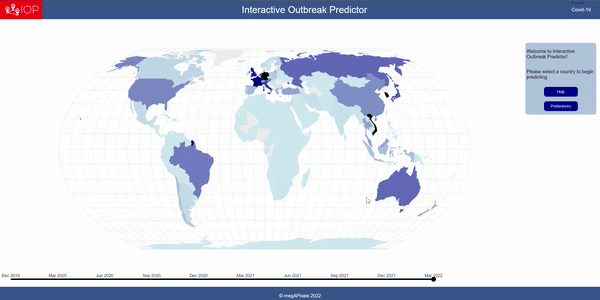 IOP
Interactive Outbreak Predictor
Covid-19
Welcome to Interactive
Outbreak Predictor!
Please select a country to begin
predicting
Help
Preferences
Dec 2019 Mar 2020 Jun 2020 Sep 2020 Dec 2020 Mar 2021 Jun 2021 Sep 2021 Dec 2021 Mar 2022
© megAPIxels 2022